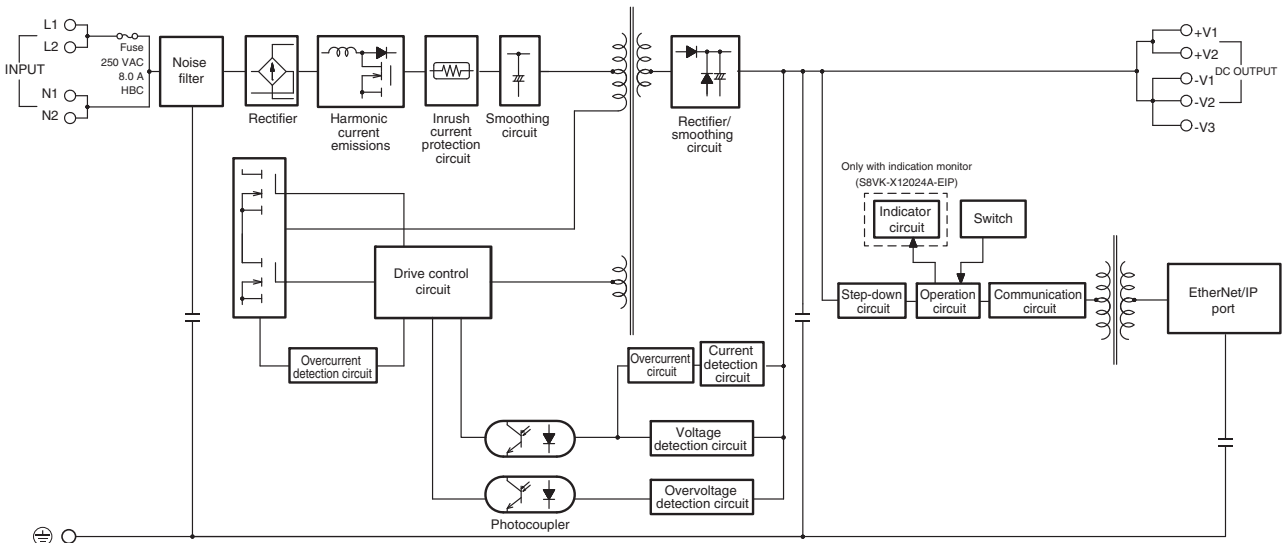 L1
L2
INPUT
N1
N2
Fuse
250 VAC
8.0 A
HBC
Noise
filter
Rectifier
Harmonic
current
emissions
Inrush
current
protection
circuit
Smoothing
circuit
Rectifier/
smoothing
circuit
+V1
+V2
DC OUTPUT
-V1
-V2
-V3
Only with indication monitor
(S8VK-X12024A-EIP)
Indicator
circuit
Switch
Drive control
circuit
Step-down
circuit
Operation
circuit
Communication
circuit
EtherNet/IP
port
Overcurrent
detection circuit
Overcurrent
circuit
Current
detection
circuit
Voltage
detection circuit
Overvoltage
detection circuit
Photocoupler